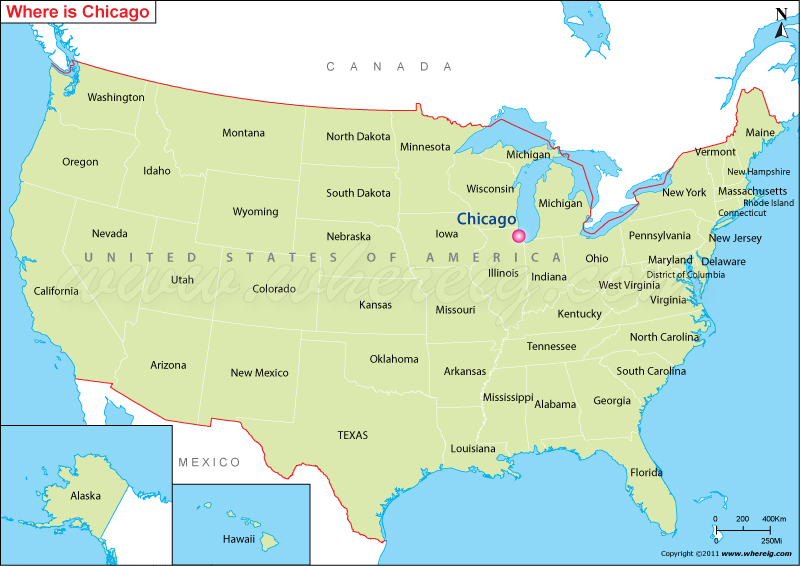 Where is Chicago
N
CANADA
Washington
Montana
North Dakota
Minnesota
Michigan
Maine
Vermont
New Hampshire
Oregon
Idaho
South Dakota
Wisconsin
Michigan
New York
Massachusetts
Rhode Island
Connecticut
Wyoming
Chicago
Nevada
Nebraska
Iowa
Pennsylvania
New Jersey
UNITED STATES OF AMERICA
Ohio
Maryland
Delaware
District of Columbia
Utah
Colorado
Illinois
Indiana
West Virginia
www.whereig.com
California
Kansas
Missouri
Kentucky
Virginia
North Carolina
Arizona
New Mexico
Oklahoma
Arkansas
Tennessee
South Carolina
Mississippi
Alabama
Georgia
TEXAS
Louisiana
MEXICO
Florida
Alaska
Hawaii
0 200 400Km
0 250Mi
Copyright ©2011 www.whereig.com